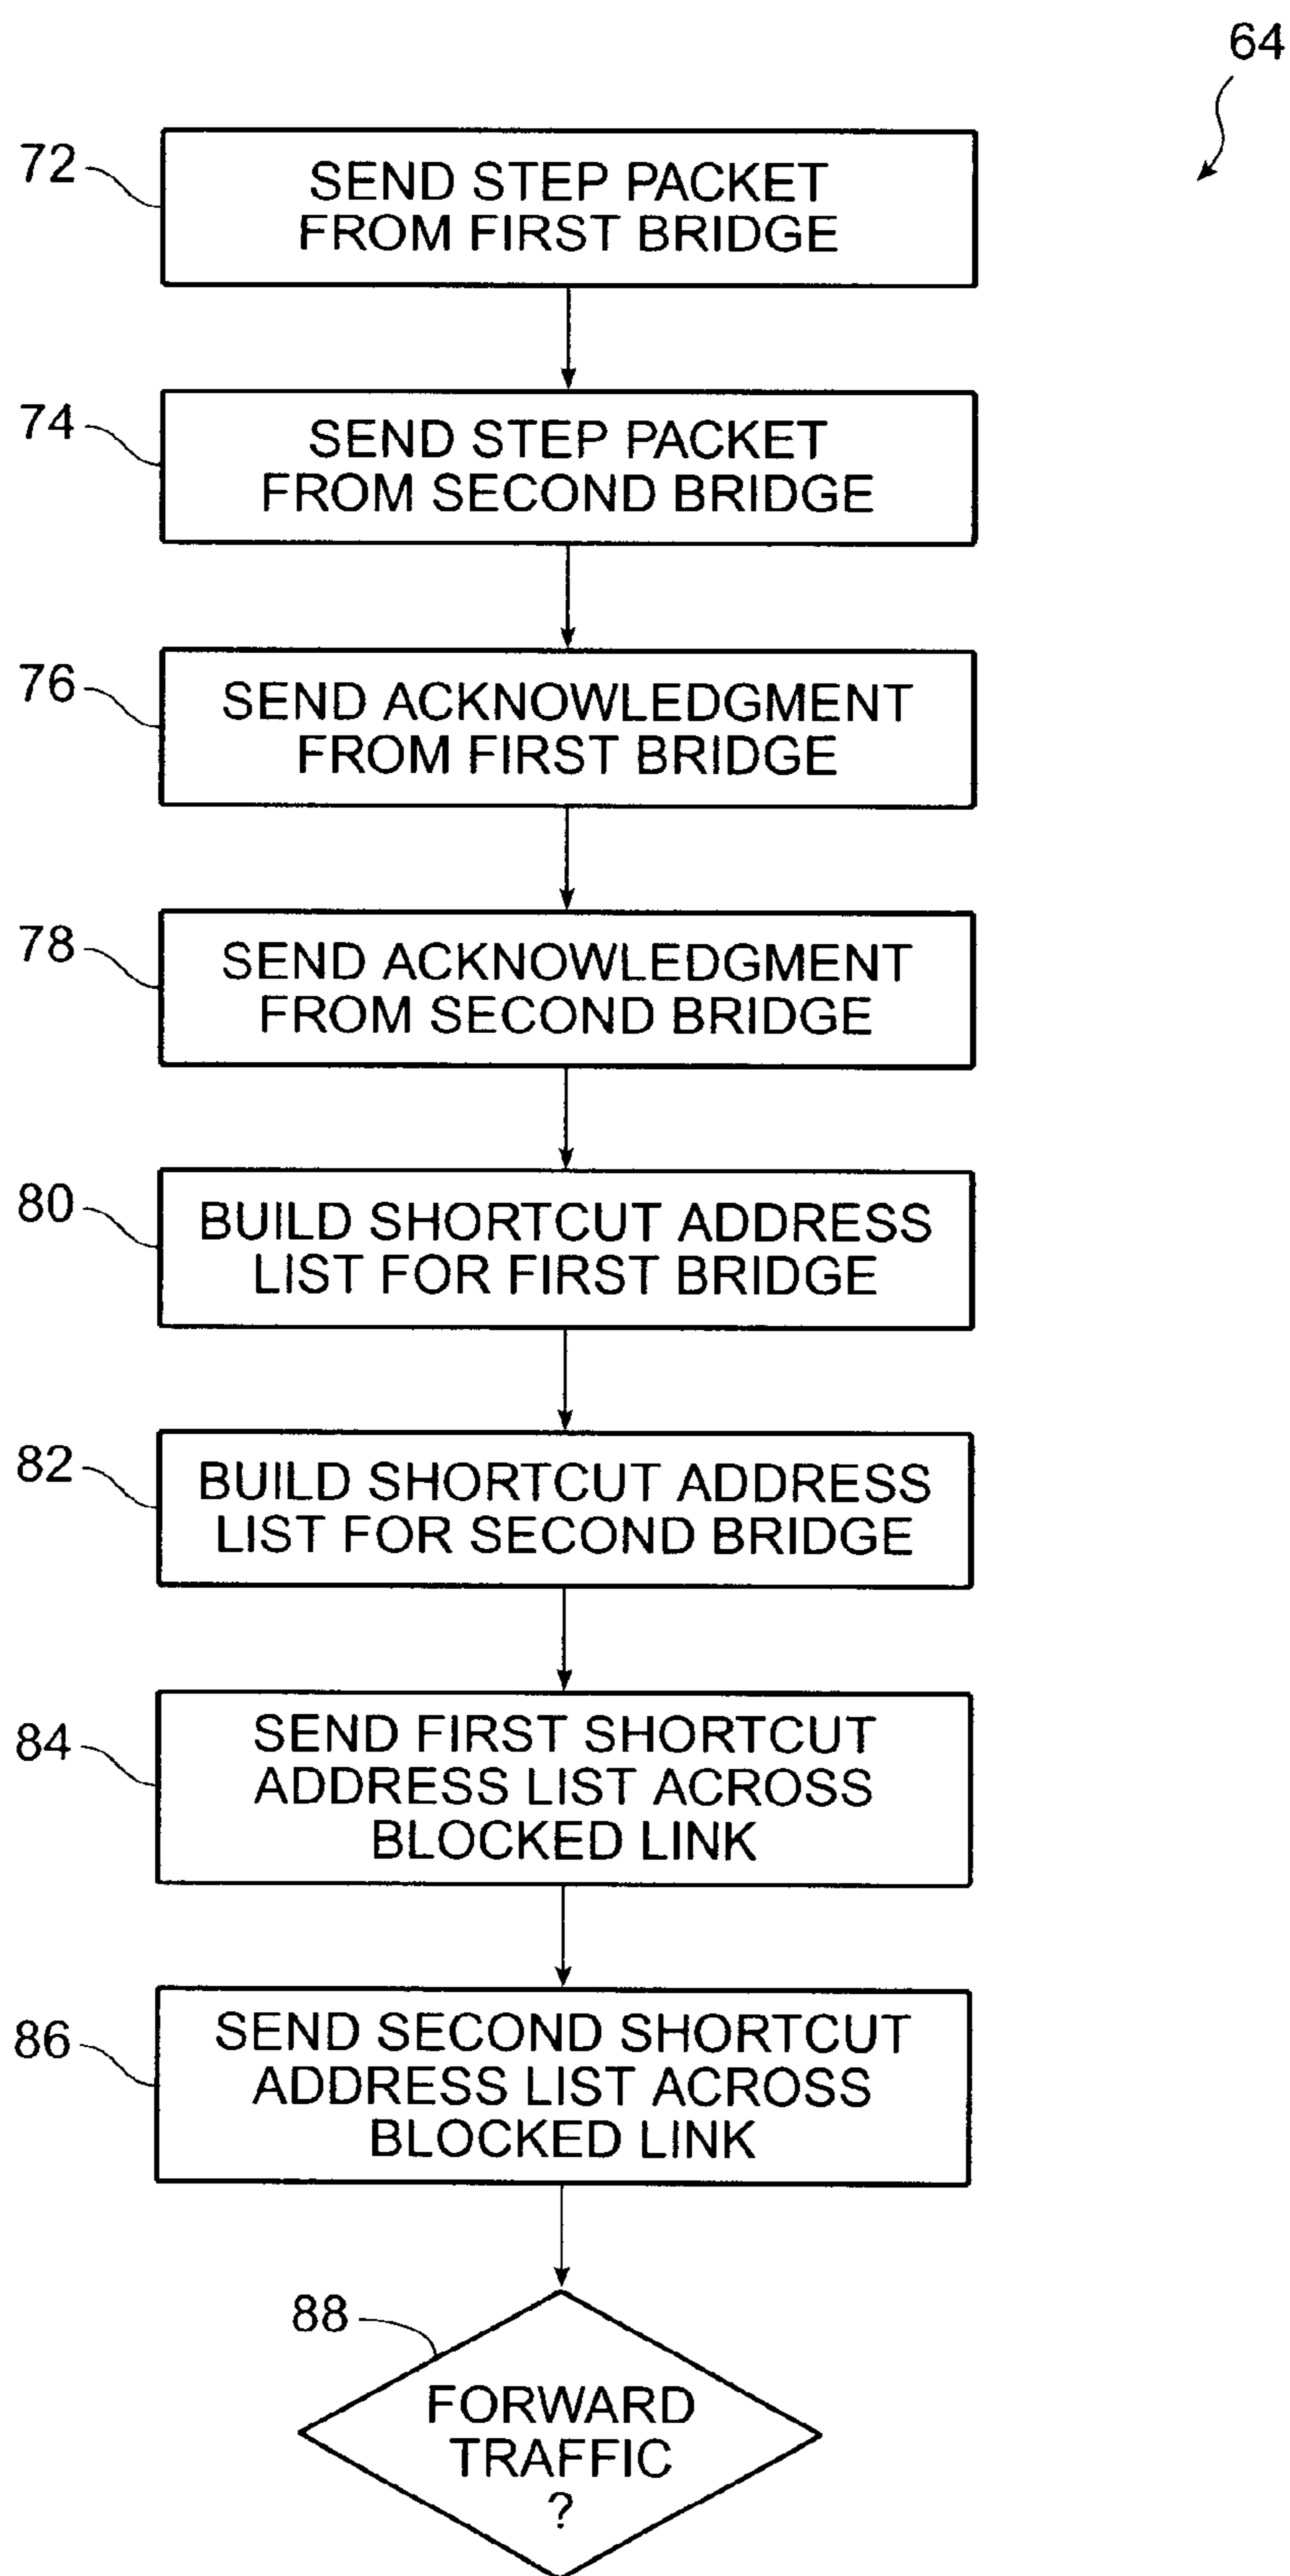 64
72
SEND STEP PACKET
FROM FIRST BRIDGE
74
SEND STEP PACKET
FROM SECOND BRIDGE
76
SEND ACKNOWLEDGMENT
FROM FIRST BRIDGE
78
SEND ACKNOWLEDGMENT
FROM SECOND BRIDGE
80
BUILD SHORTCUT ADDRESS
LIST FOR FIRST BRIDGE
82
BUILD SHORTCUT ADDRESS
LIST FOR SECOND BRIDGE
84
SEND FIRST SHORTCUT
ADDRESS LIST ACROSS
BLOCKED LINK
86
SEND SECOND SHORTCUT
ADDRESS LIST ACROSS
BLOCKED LINK
88
FORWARD
TRAFFIC
?